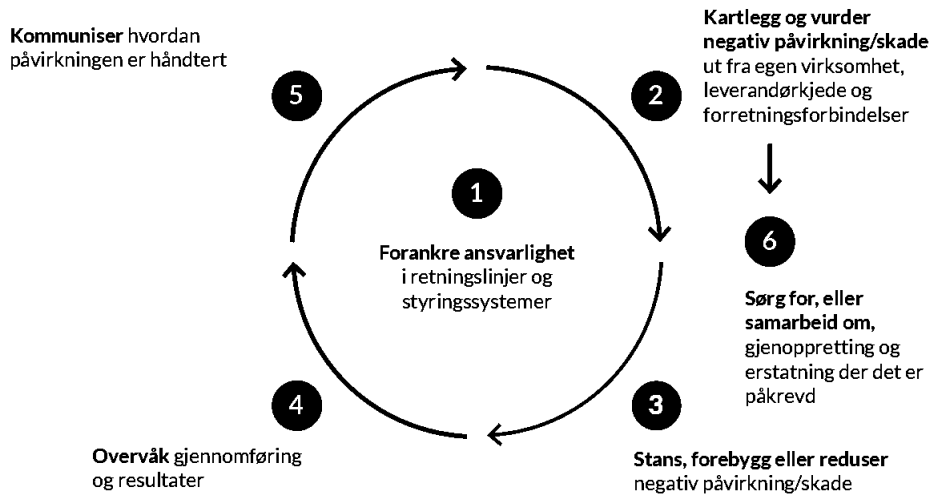 1
Forankre ansvarlighet
i retningslinjer og
styringssystemer
2
Kartlegg og vurder
negativ påvirkning/skade
ut fra egen virksomhet,
leverandørkjede og
forretningsforbindelser
3
Stans, forebygg eller reduser
negativ påvirkning/skade
4
Overvåk gjennomføring
og resultater
5
Kommuniser hvordan
påvirkningen er håndtert
6
Sørg for, eller
samarbeid om,
gjenoppretting og
erstatning der det er
påkrevd